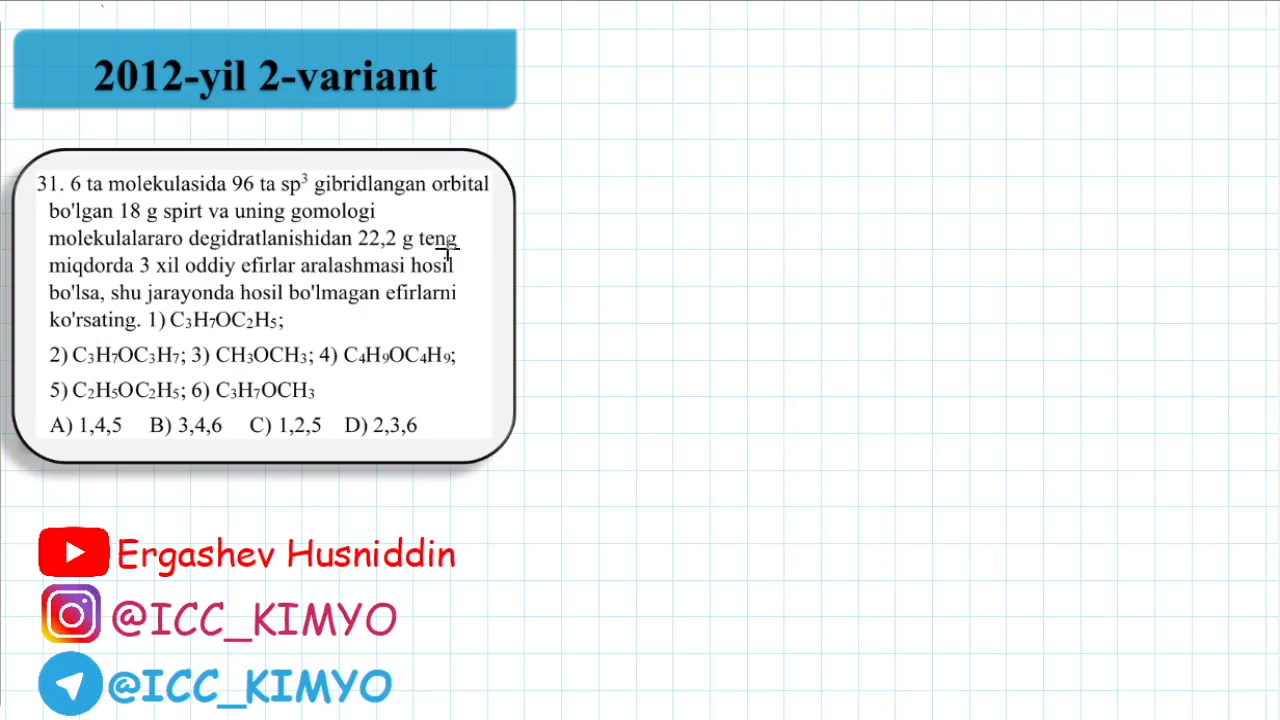 2012-yil 2-variant
31. 6 ta molekulasida 96 ta sp³ gibridlangan orbital
bo'lgan 18 g spirt va uning gomologi
molekulalararo degidratlanishidan 22,2 g teng
miqdorda 3 xil oddiy efirlar aralashmasi hosil
bo'lsa, shu jarayonda hosil bo'lmagan efirlarni
ko'rsating. 1) C₃H₇OC₂H₅;
2) C₃H₇OC₃H₇; 3) CH₃OCH₃; 4) C₄H₉OC₄H₉;
5) C₂H₅OC₂H₅; 6) C₃H₇OCH₃
A) 1,4,5 B) 3,4,6 C) 1,2,5 D) 2,3,6
Ergashev Husniddin
@ICC_KIMYO
@ICC_KIMYO